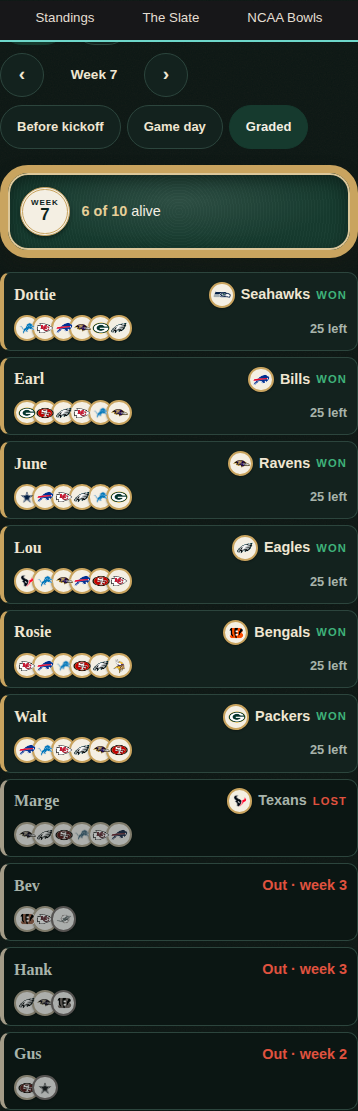 Standings The Slate NCAA Bowls
‹ Week 7 ›
Before kickoff Game day Graded
WEEK
7
6 of 10 alive
Dottie Seahawks WON
25 left
Earl Bills WON
25 left
June Ravens WON
25 left
Lou Eagles WON
25 left
Rosie Bengals WON
25 left
Walt Packers WON
25 left
Marge Texans LOST
Bev Out · week 3
Hank Out · week 3
Gus Out · week 2